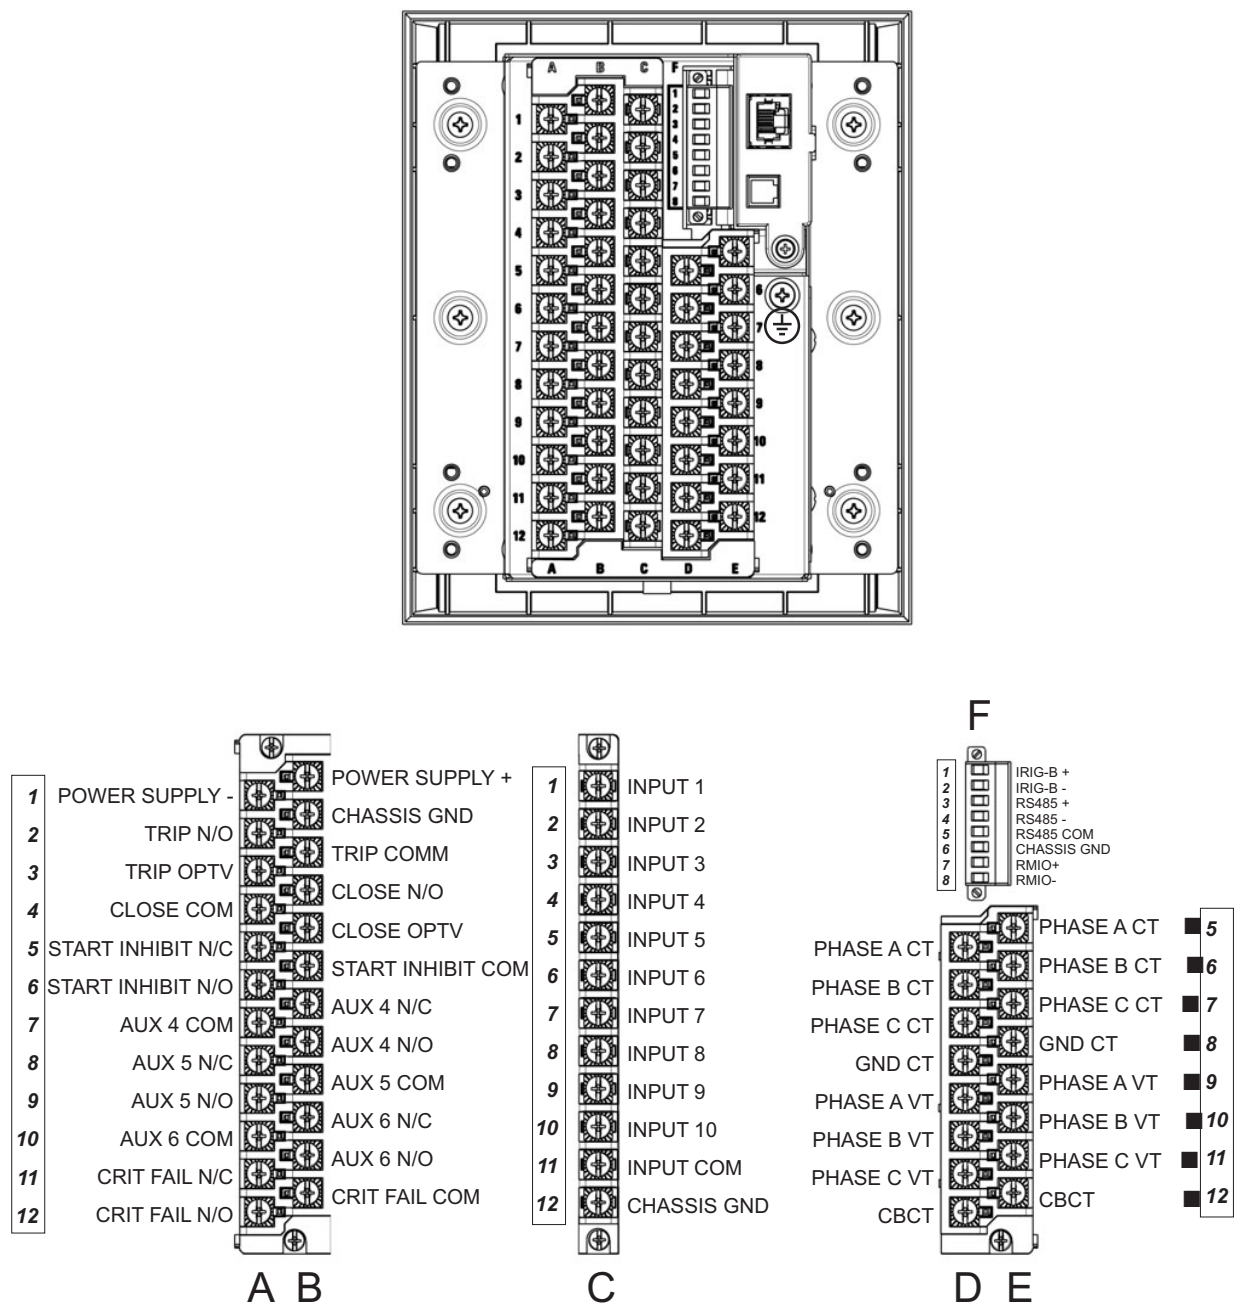 A B C F
1
2
3
4
5
6
7
8
1
2
3
4
5
6
7
8
9
10
11
12
6
7
8
9
10
11
12
A B C D E
F
1 POWER SUPPLY -
2 TRIP N/O
3 TRIP OPTV
4 CLOSE COM
5 START INHIBIT N/C
6 START INHIBIT N/O
7 AUX 4 COM
8 AUX 5 N/C
9 AUX 5 N/O
10 AUX 6 COM
11 CRIT FAIL N/C
12 CRIT FAIL N/O
POWER SUPPLY +
CHASSIS GND
TRIP COMM
CLOSE N/O
CLOSE OPTV
START INHIBIT COM
AUX 4 N/C
AUX 4 N/O
AUX 5 COM
AUX 6 N/C
AUX 6 N/O
CRIT FAIL COM
A B
1 INPUT 1
2 INPUT 2
3 INPUT 3
4 INPUT 4
5 INPUT 5
6 INPUT 6
7 INPUT 7
8 INPUT 8
9 INPUT 9
10 INPUT 10
11 INPUT COM
12 CHASSIS GND
C
1 IRIG-B +
2 IRIG-B -
3 RS485 +
4 RS485 -
5 RS485 COM
6 CHASSIS GND
7 RMIO+
8 RMIO-
PHASE A CT
PHASE B CT
PHASE C CT
GND CT
PHASE A VT
PHASE B VT
PHASE C VT
CBCT
PHASE A CT ■ 5
PHASE B CT ■ 6
PHASE C CT ■ 7
GND CT ■ 8
PHASE A VT ■ 9
PHASE B VT ■ 10
PHASE C VT ■ 11
CBCT ■ 12
D E